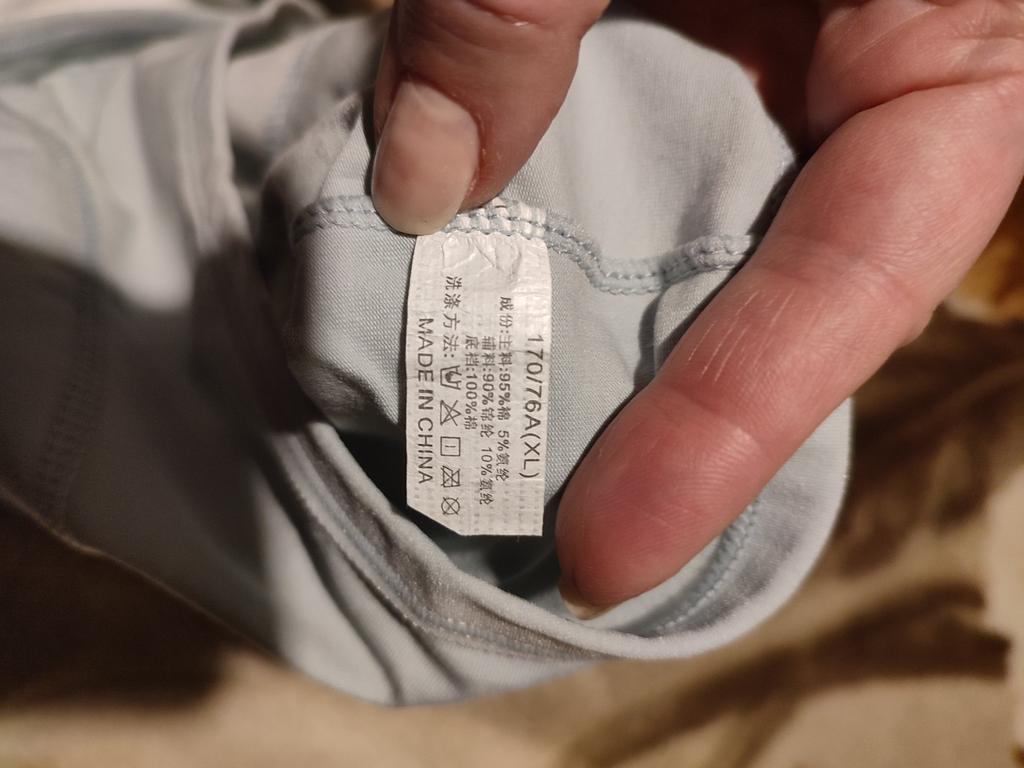 170/76A(XL)
成份:主料:95%棉 5%氨纶
辅料:90%锦纶 10%氨纶
底档:100%棉
洗涤方法:
MADE IN CHINA